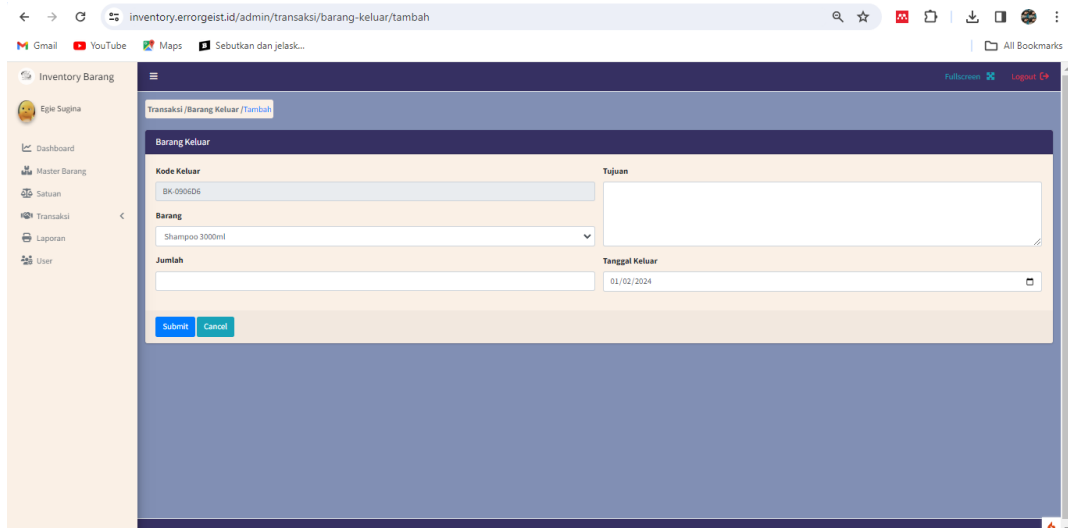 inventory.errorgeist.id/admin/transaksi/barang-keluar/tambah
Gmail YouTube Maps Sebutkan dan jelask... All Bookmarks
Inventory Barang Fullscreen Logout
Egie Sugina
Transaksi /Barang Keluar /Tambah
Dashboard
Master Barang
Satuan
Transaksi
Laporan
User
Barang Keluar
Kode Keluar
BK-0906D6
Barang
Shampoo 3000ml
Jumlah
Tujuan
Tanggal Keluar
01/02/2024
Submit Cancel